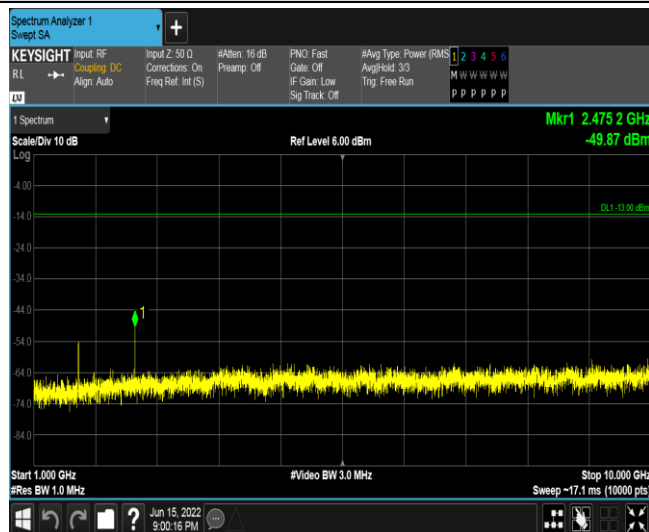 Spectrum Analyzer 1
Swept SA
+
KEYSIGHT
RL
LXI
Input: RF
Coupling: DC
Align: Auto
Input Z: 50 Ω
Corrections: On
Freq Ref: Int (S)
#Atten: 16 dB
Preamp: Off
PNO: Fast
Gate: Off
IF Gain: Low
Sig Track: Off
#Avg Type: Power (RMS
Avg|Hold: 3/3
Trig: Free Run
1 2 3 4 5 6
M W W W W W
P P P P P P
1 Spectrum
Scale/Div 10 dB
Log
Ref Level 6.00 dBm
Mkr1 2.475 2 GHz
-49.87 dBm
DL1 -13.00 dBm
1
-4.00
-14.0
-24.0
-34.0
-44.0
-54.0
-64.0
-74.0
-84.0
Start 1.000 GHz
#Res BW 1.0 MHz
#Video BW 3.0 MHz
Stop 10.000 GHz
Sweep ~17.1 ms (10000 pts)
?
Jun 15, 2022
9:00:16 PM